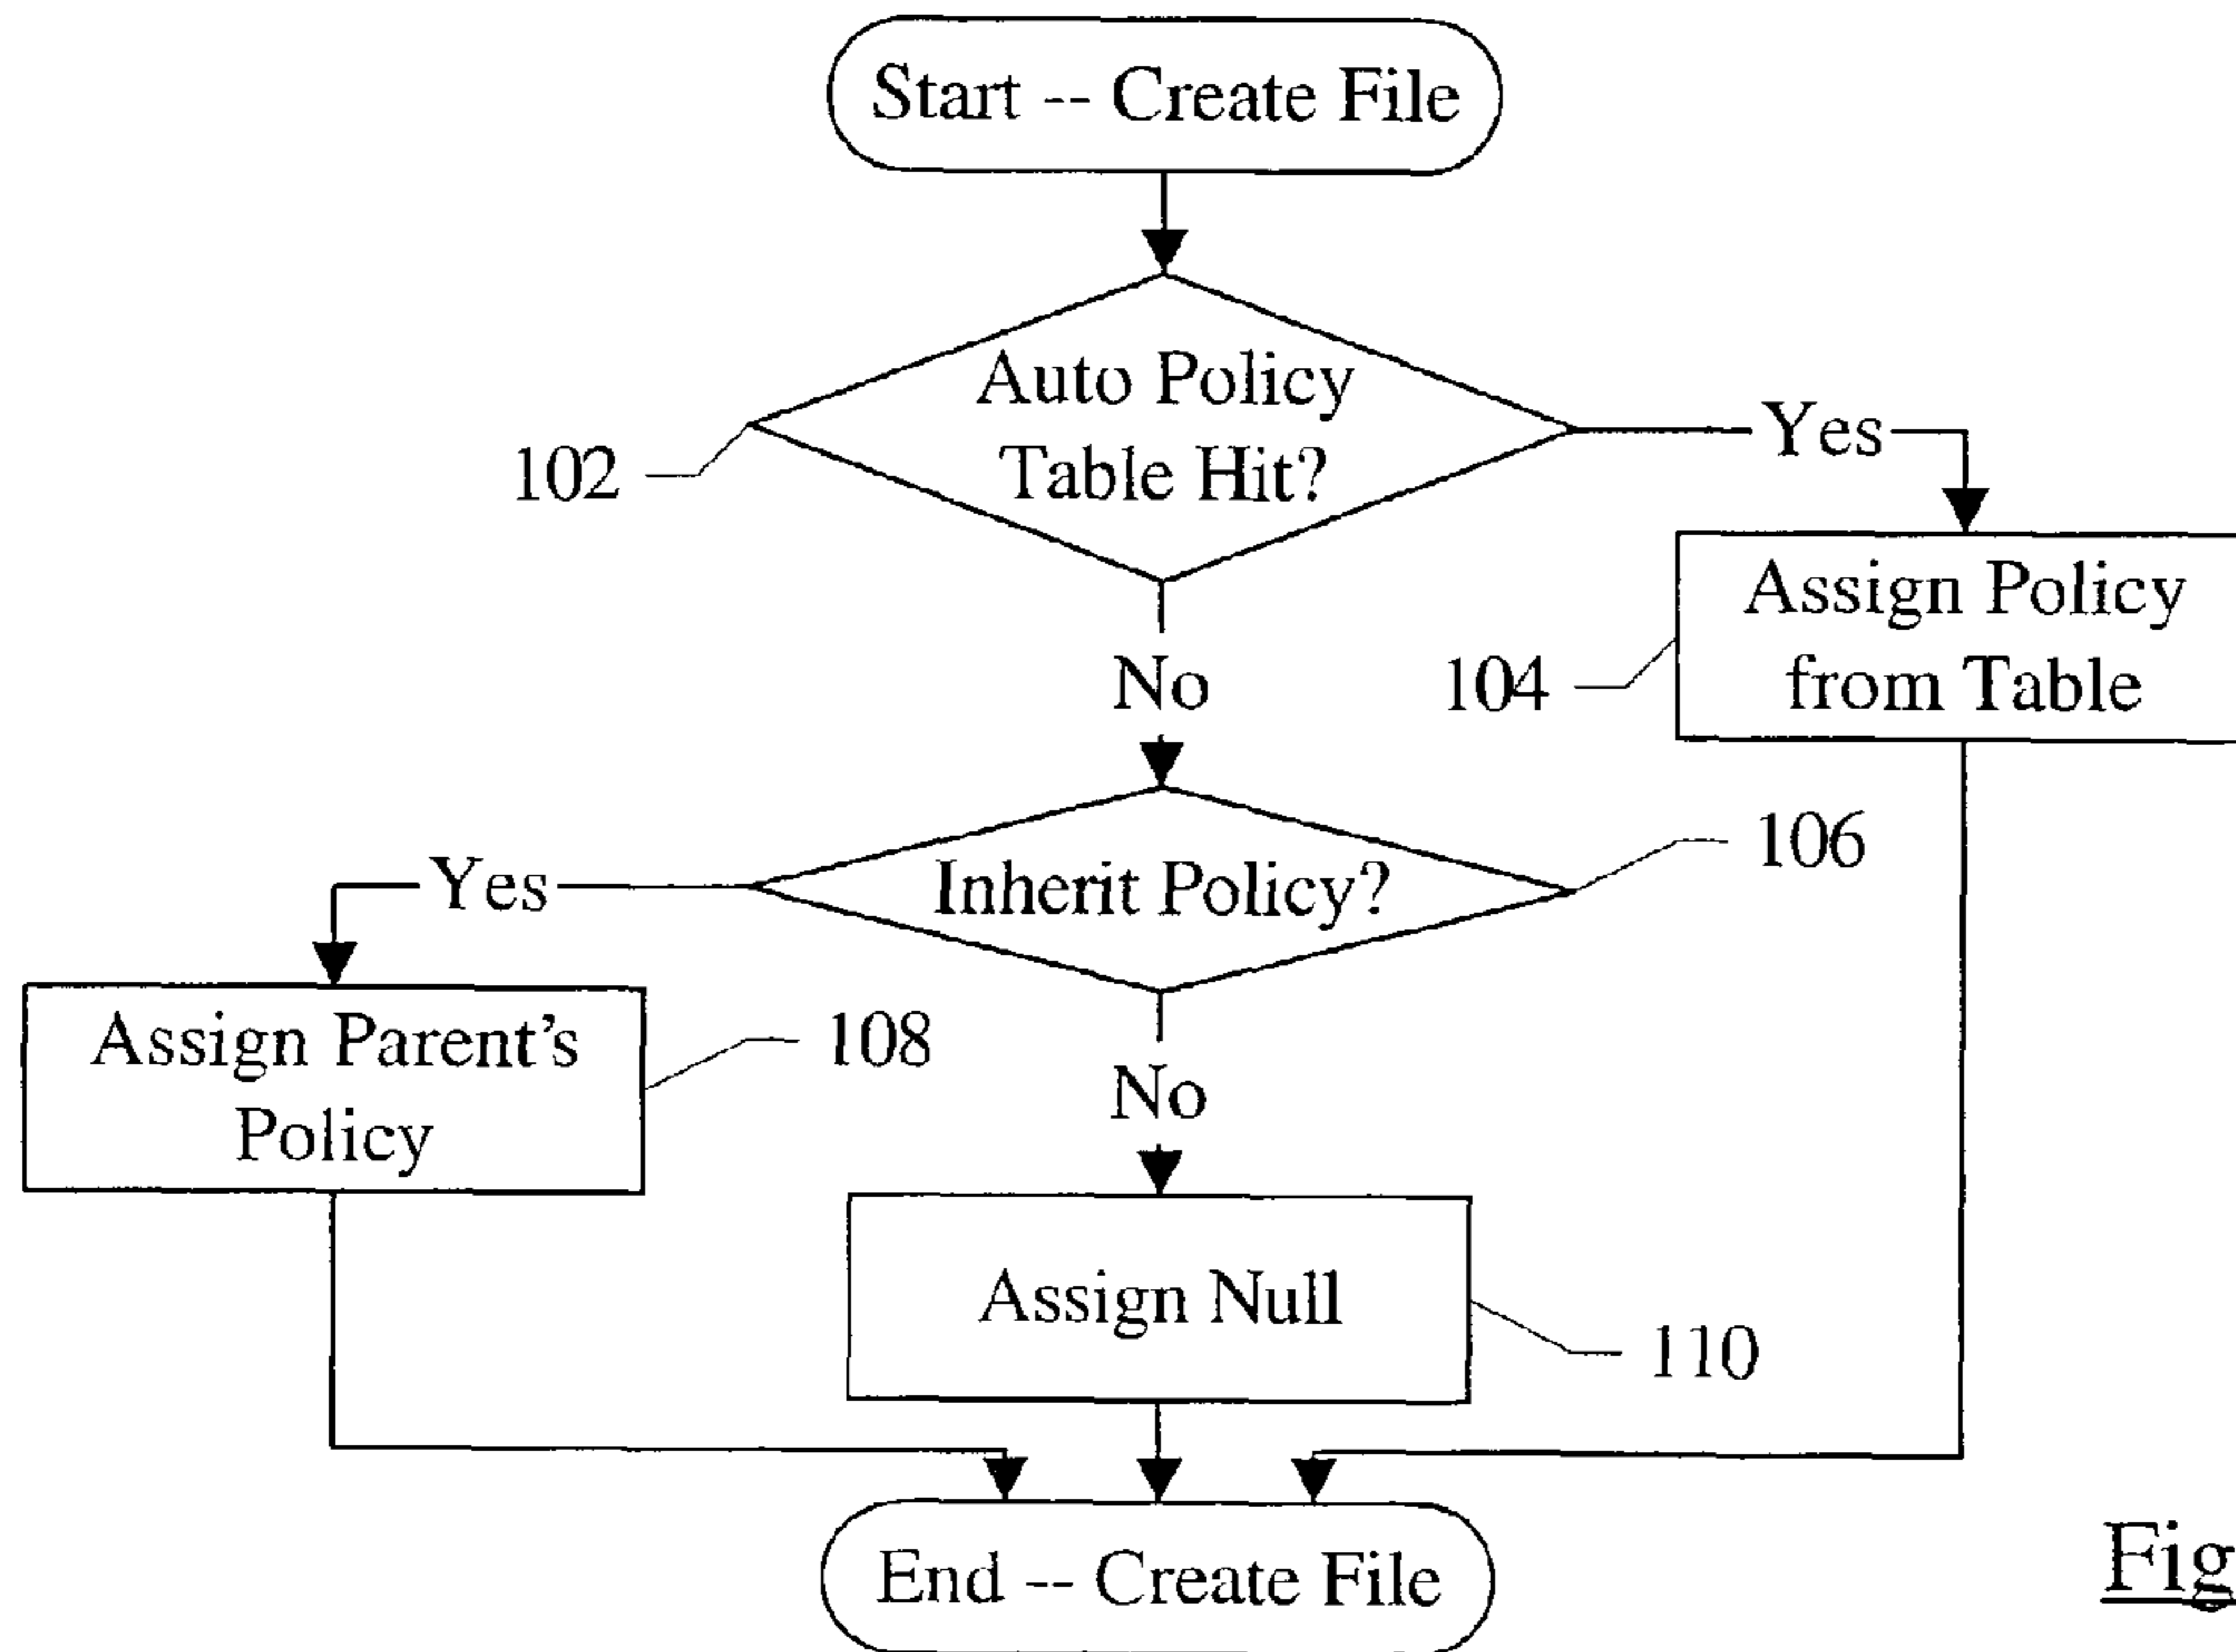 Start -- Create File
Auto Policy
Table Hit?
102
Yes
Assign Policy
from Table
104
No
106
Inherit Policy?
Yes
Assign Parent's
Policy
108
No
Assign Null
110
End -- Create File
Fig